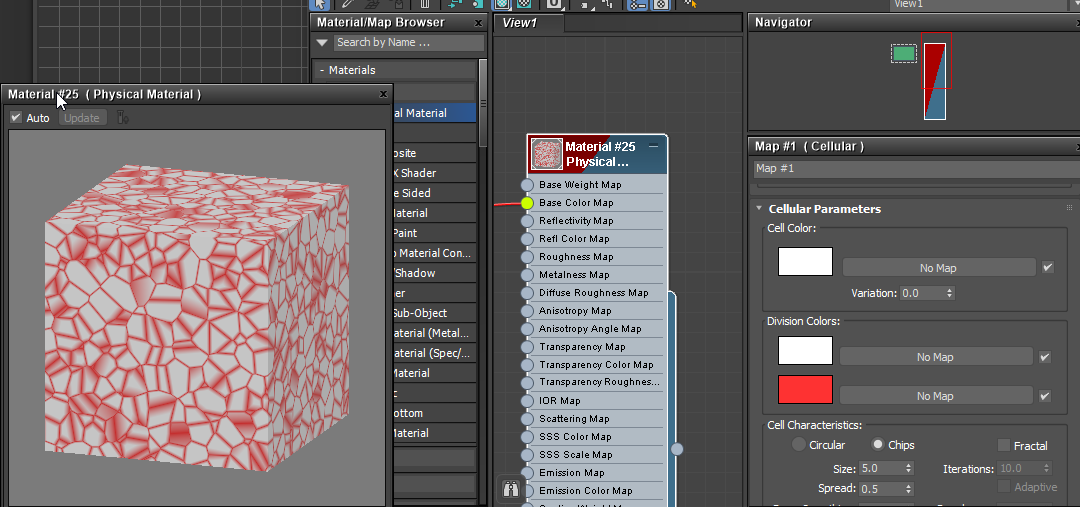 View1
Material/Map Browser
Search by Name ...
- Materials
al Material
osite
X Shader
e Sided
laterial
Paint
o Material Con...
/Shadow
er
Sub-Object
aterial (Metal...
aterial (Spec/...
Material
c
ottom
Material
Material #25 ( Physical Material )
Auto
Update
View1
Material #25
Physical ...
Base Weight Map
Base Color Map
Reflectivity Map
Refl Color Map
Roughness Map
Metalness Map
Diffuse Roughness Map
Anisotropy Map
Anisotropy Angle Map
Transparency Map
Transparency Color Map
Transparency Roughnes...
IOR Map
Scattering Map
SSS Color Map
SSS Scale Map
Emission Map
Emission Color Map
Navigator
Map #1 ( Cellular )
Map #1
Cellular Parameters
Cell Color:
No Map
Variation: 0.0
Division Colors:
No Map
No Map
Cell Characteristics:
Circular
Chips
Fractal
Size: 5.0
Iterations: 10.0
Spread: 0.5
Adaptive